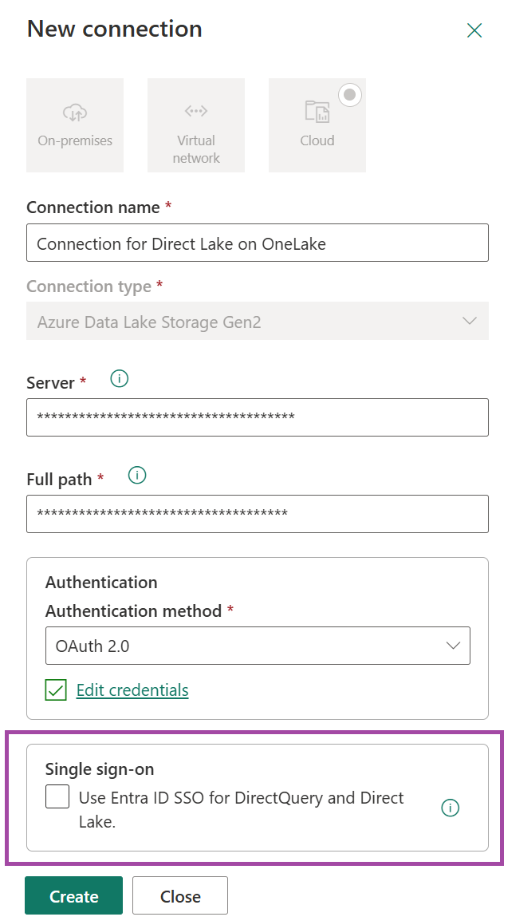 New connection
On-premises
Virtual
network
Cloud
Connection name *
Connection for Direct Lake on OneLake
Connection type *
Azure Data Lake Storage Gen2
Server *
*************************************
Full path *
************************************
Authentication
Authentication method *
OAuth 2.0
Edit credentials
Single sign-on
Use Entra ID SSO for DirectQuery and Direct
Lake.
Create
Close